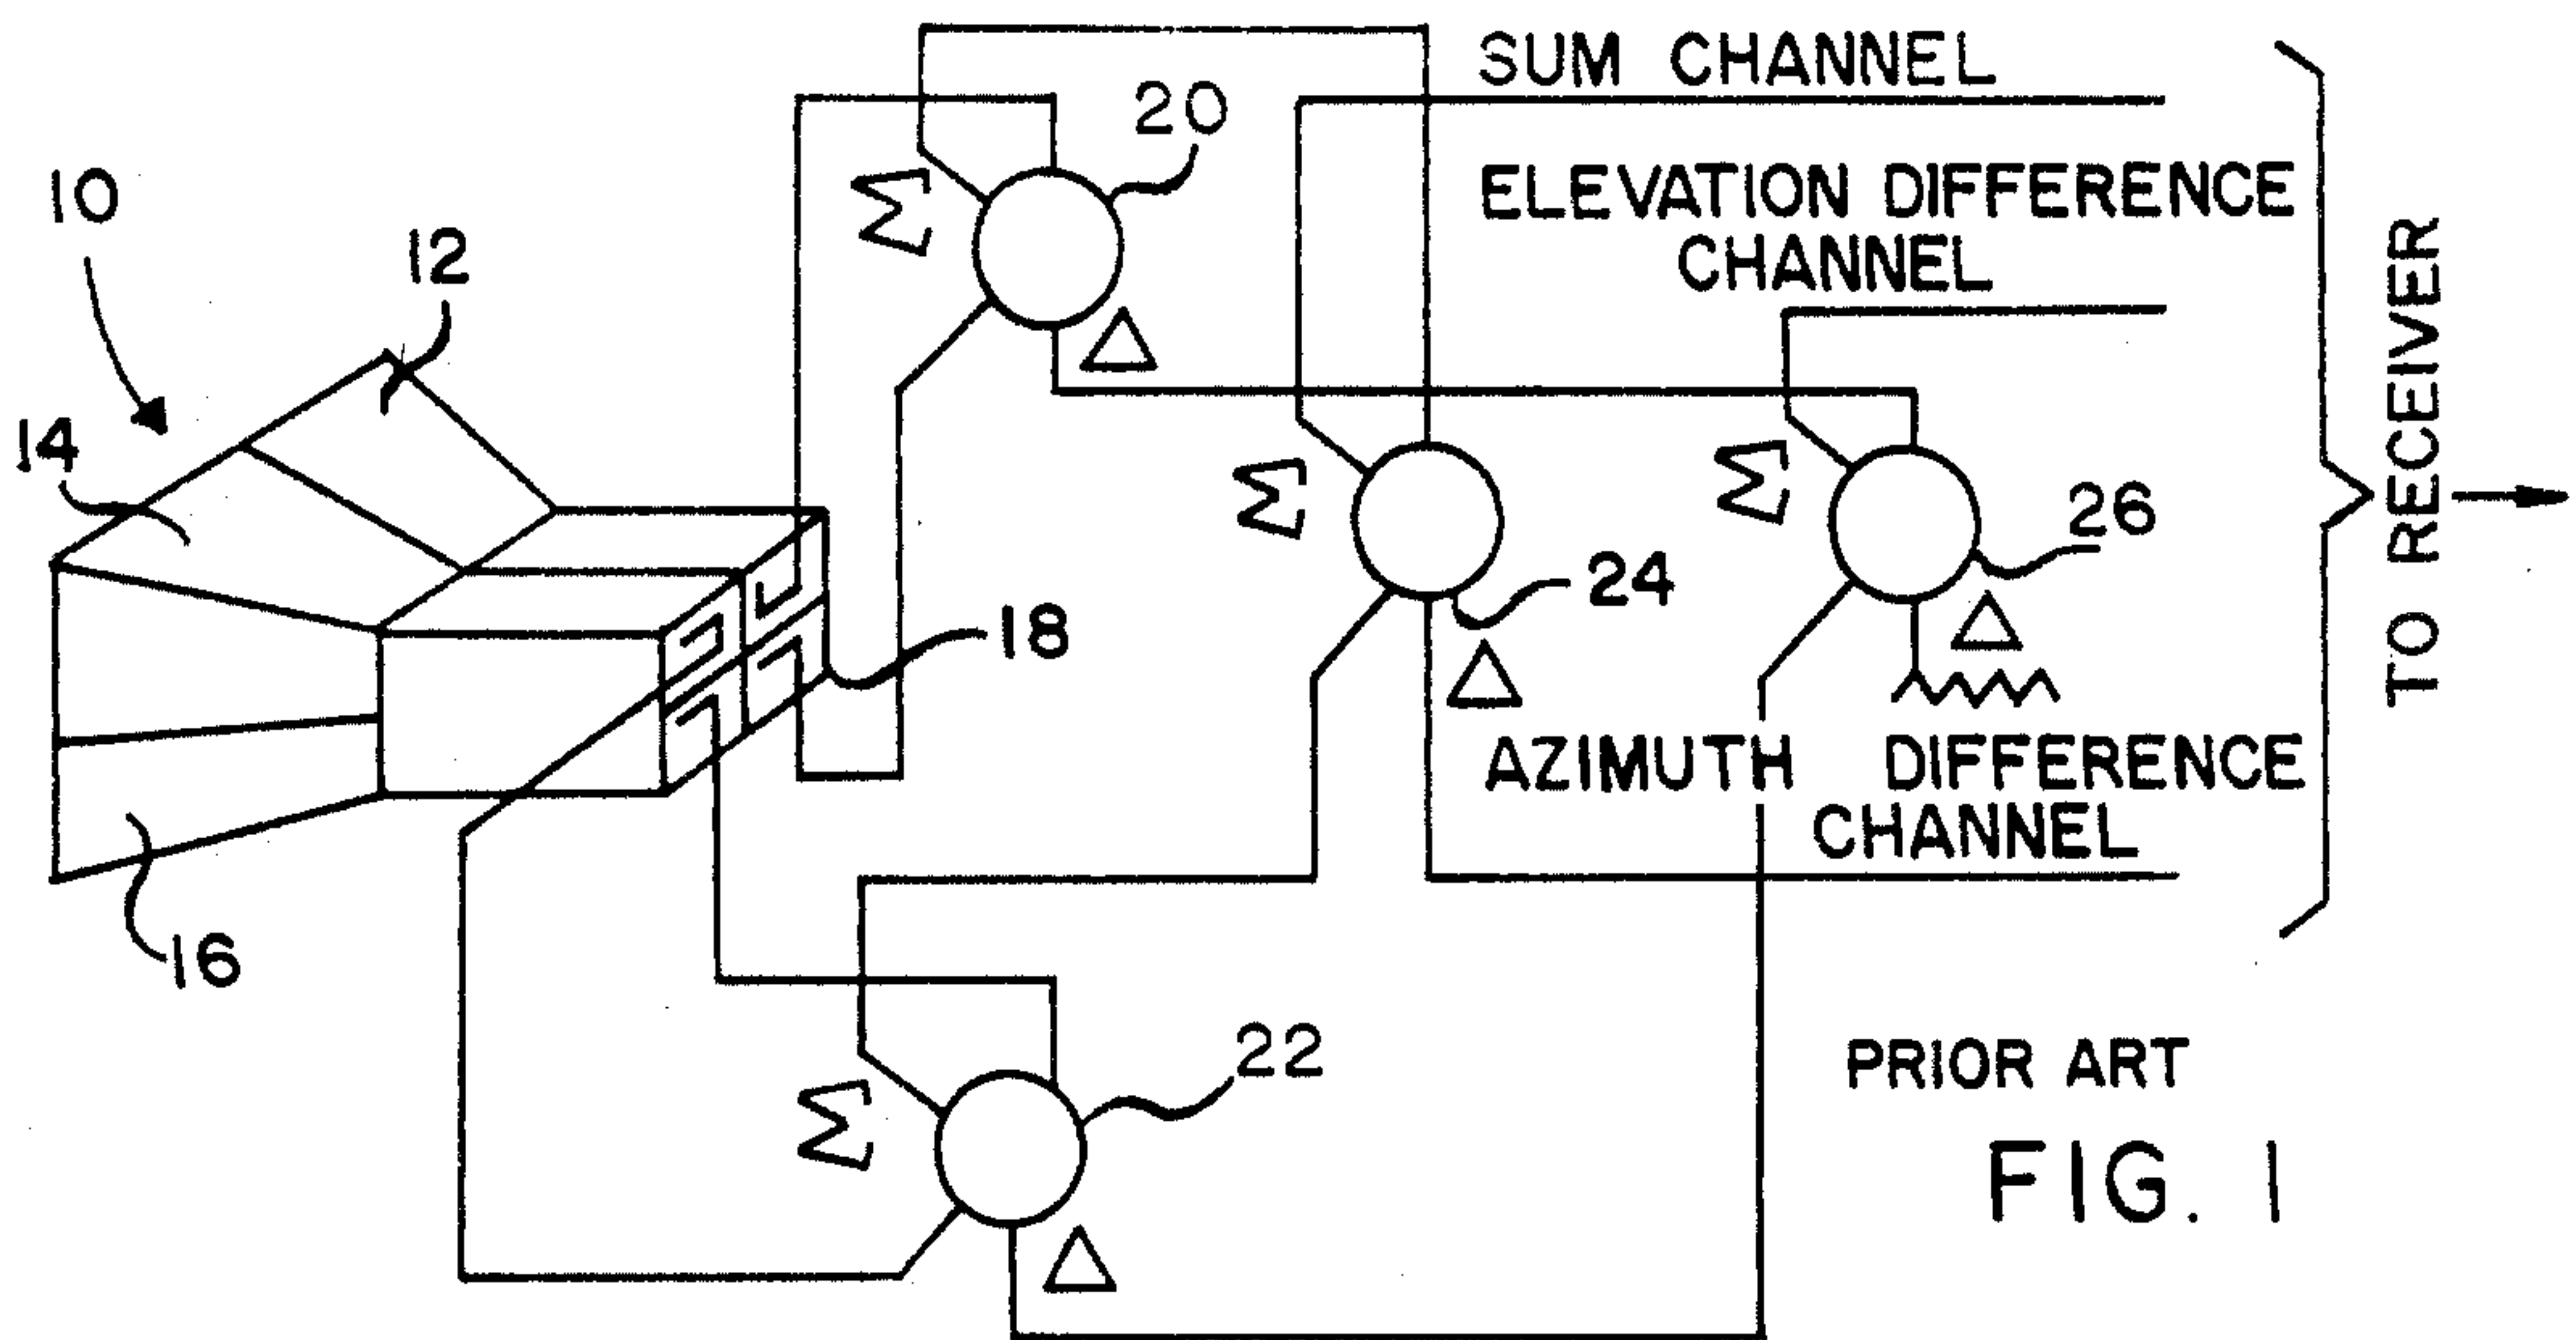 SUM CHANNEL
20
10
12
Σ
ELEVATION DIFFERENCE
CHANNEL
TO RECEIVER
Δ
14
Σ
Σ
26
24
18
Δ
Δ
AZIMUTH DIFFERENCE
CHANNEL
16
22
PRIOR ART
Σ
FIG. 1
Δ